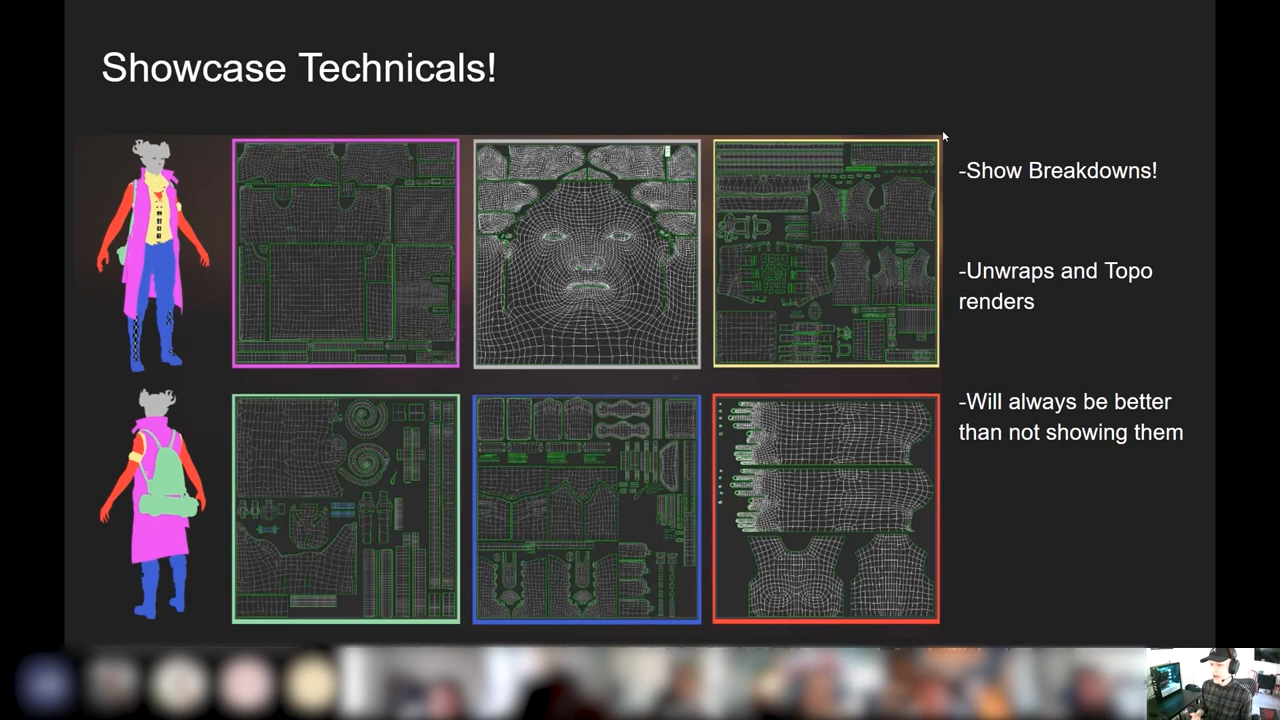 Showcase Technicals!
-Show Breakdowns!
-Unwraps and Topo
renders
-Will always be better
than not showing them